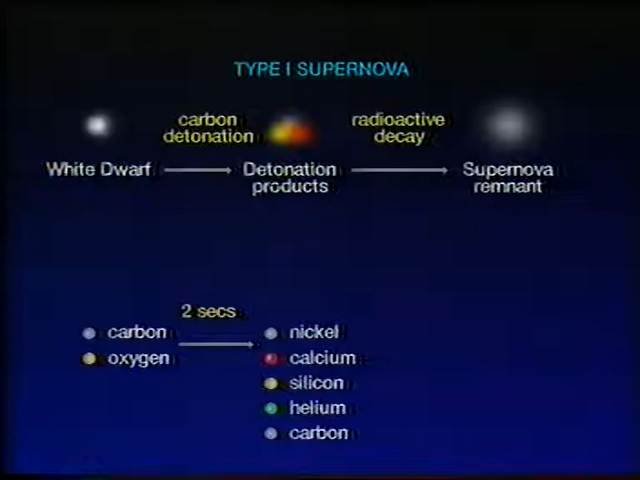 TYPE I SUPERNOVA
carbon
detonation
radioactive
decay
White Dwarf
Detonation
products
Supernova
remnant
2 secs
carbon
oxygen
nickel
calcium
silicon
helium
carbon